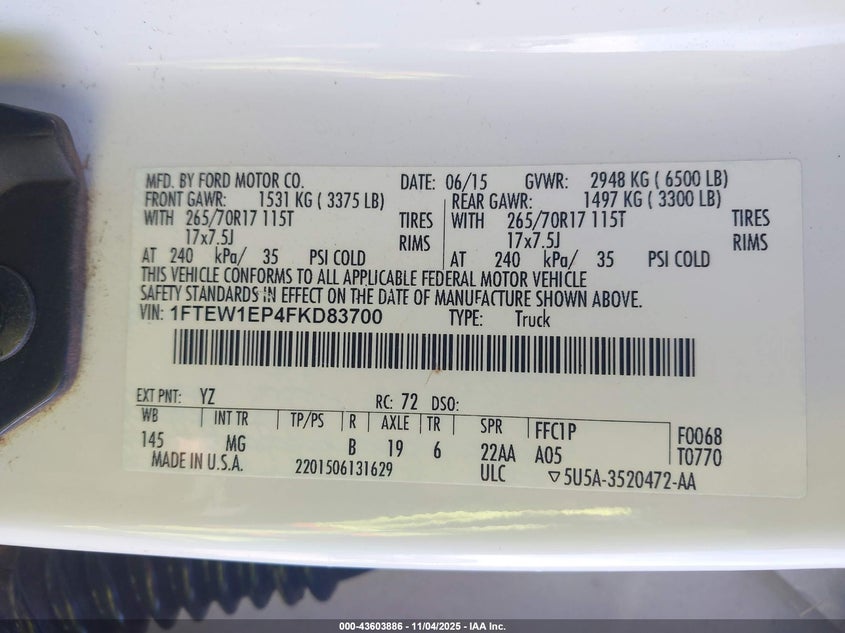 MFD. BY FORD MOTOR CO. DATE: 06/15 GVWR: 2948 KG ( 6500 LB)
FRONT GAWR: 1531 KG ( 3375 LB) REAR GAWR: 1497 KG ( 3300 LB)
WITH 265/70R17 115T TIRES WITH 265/70R17 115T TIRES
17x7.5J RIMS 17x7.5J RIMS
AT 240 kPa/ 35 PSI COLD AT 240 kPa/ 35 PSI COLD
THIS VEHICLE CONFORMS TO ALL APPLICABLE FEDERAL MOTOR VEHICLE
SAFETY STANDARDS IN EFFECT ON THE DATE OF MANUFACTURE SHOWN ABOVE.
VIN: 1FTEW1EP4FKD83700 TYPE: Truck
EXT PNT: YZ RC: 72 DSO:
WB INT TR TP/PS R AXLE TR SPR FFC1P F0068
145 MG B 19 6 22AA A05 T0770
MADE IN U.S.A. 2201506131629 ULC ▽5U5A-3520472-AA
000-43603886 - 11/04/2025 - IAA Inc.